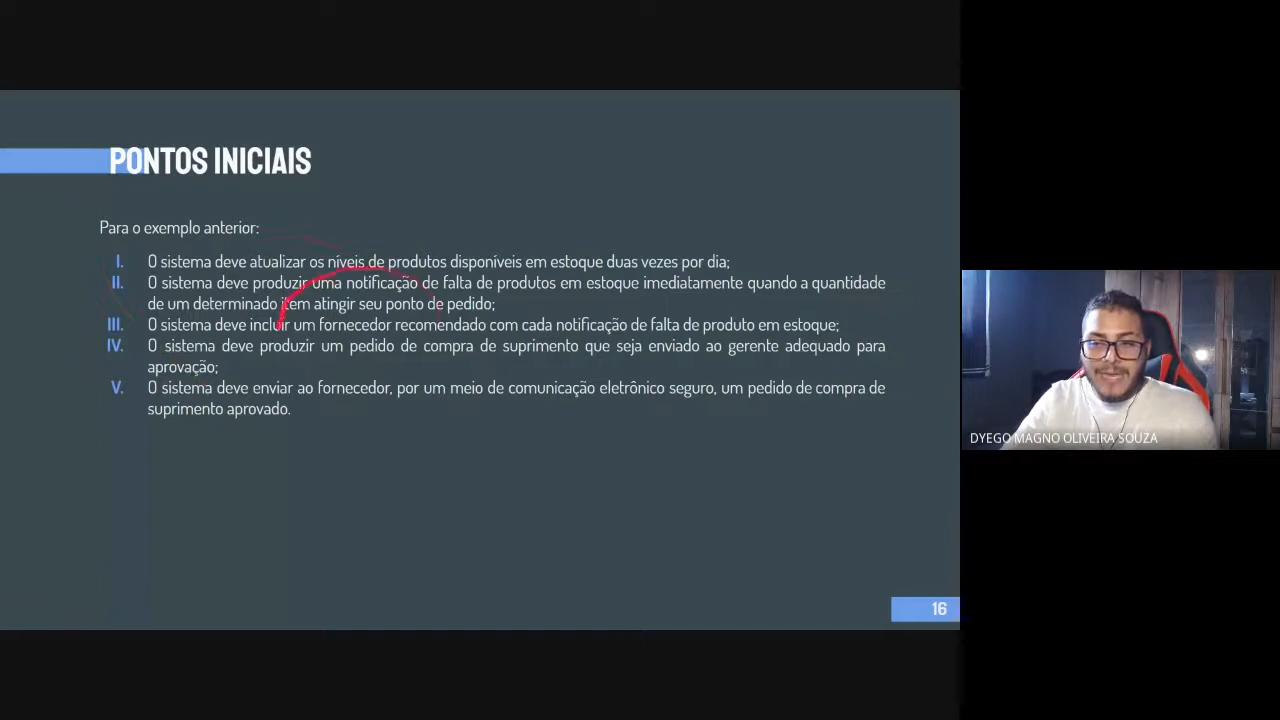 PONTOS INICIAIS
Para o exemplo anterior:
I. O sistema deve atualizar os níveis de produtos disponíveis em estoque duas vezes por dia;
II. O sistema deve produzir uma notificação de falta de produtos em estoque imediatamente quando a quantidade
de um determinado item atingir seu ponto de pedido;
III. O sistema deve incluir um fornecedor recomendado com cada notificação de falta de produto em estoque;
IV. O sistema deve produzir um pedido de compra de suprimento que seja enviado ao gerente adequado para
aprovação;
V. O sistema deve enviar ao fornecedor, por um meio de comunicação eletrônico seguro, um pedido de compra de
suprimento aprovado.
16
DYEGO MAGNO OLIVEIRA SOUZA